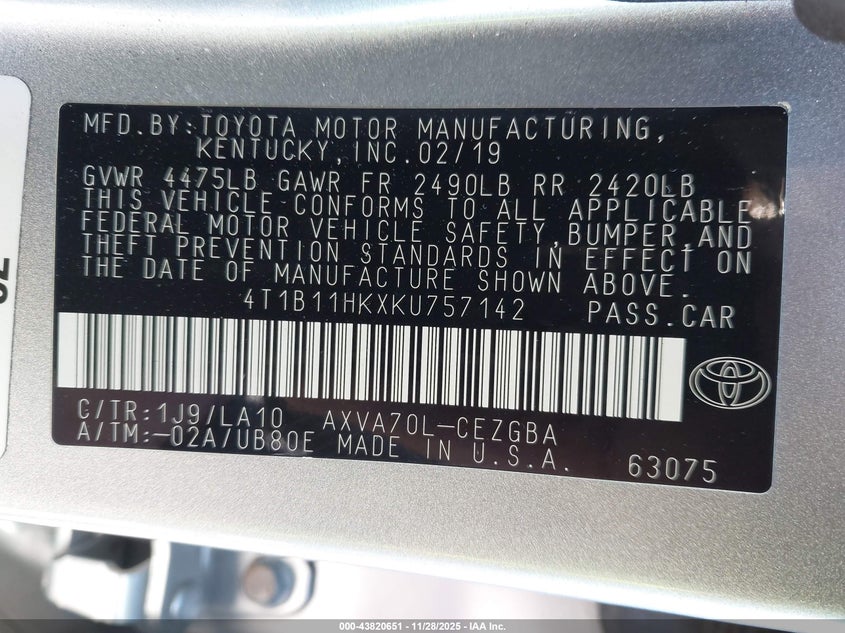 MFD.BY:TOYOTA MOTOR MANUFACTURING,
KENTUCKY,INC.02/19
GVWR 4475LB GAWR FR 2490LB RR 2420LB
THIS VEHICLE CONFORMS TO ALL APPLICABLE
FEDERAL MOTOR VEHICLE SAFETY,BUMPER,AND
THEFT PREVENTION STANDARDS IN EFFECT ON
THE DATE OF MANUFACTURE SHOWN ABOVE.
4T1B11HKXKU757142 PASS.CAR
C/TR:1J9/LA10 AXVA70L-CEZGBA
A/TM:-02A/UB80E MADE IN U.S.A. 63075
000-43820651 | 11/28/2025 - IAA Inc.